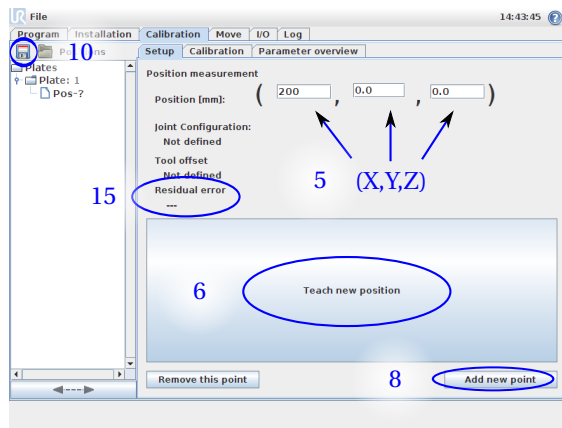 File 14:43:45
Program Installation Calibration Move I/O Log
10 Setup Calibration Parameter overview
Plates
Plate: 1
Pos-?
Position measurement
Position [mm]: ( 200 , 0.0 , 0.0 )
Joint Configuration:
Not defined
Tool offset
Not defined
5 (X,Y,Z)
15 Residual error
---
6 Teach new position
Remove this point 8 Add new point